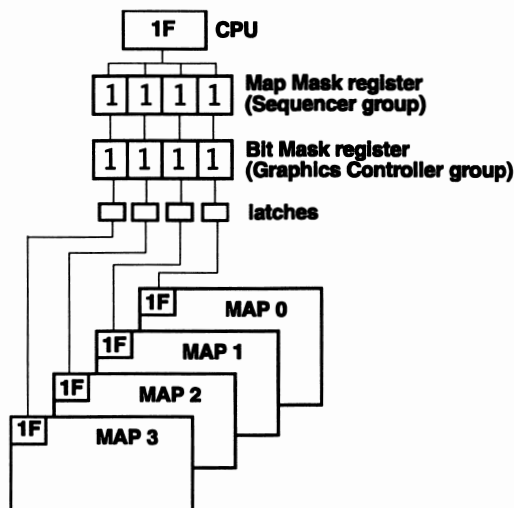 1F CPU
1 1 1 1 Map Mask register
(Sequencer group)
1 1 1 1 Bit Mask register
(Graphics Controller group)
latches
1F MAP 0
1F MAP 1
1F MAP 2
1F MAP 3